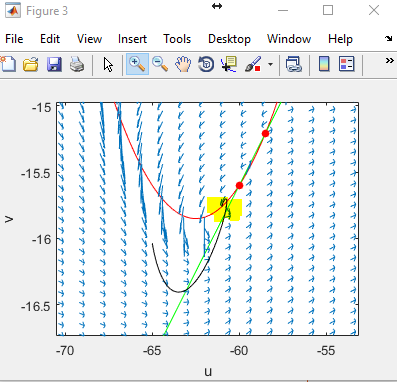 Figure 3
File Edit View Insert Tools Desktop Window Help
-15
-15.5
-16
-16.5
v
-70 -65 -60 -55
u